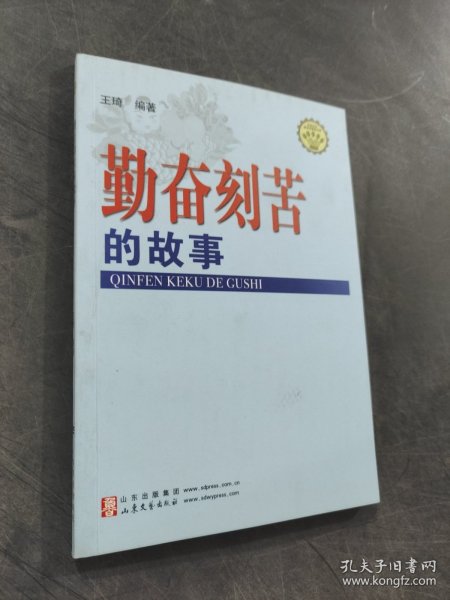 王琦 编著
勤奋刻苦
的故事
QINFEN KEKU DE GUSHI
山东出版集团 www.sdpress.com.cn
山东文艺出版社 www.sdwypress.com
孔夫子旧书网
www.kongfz.com